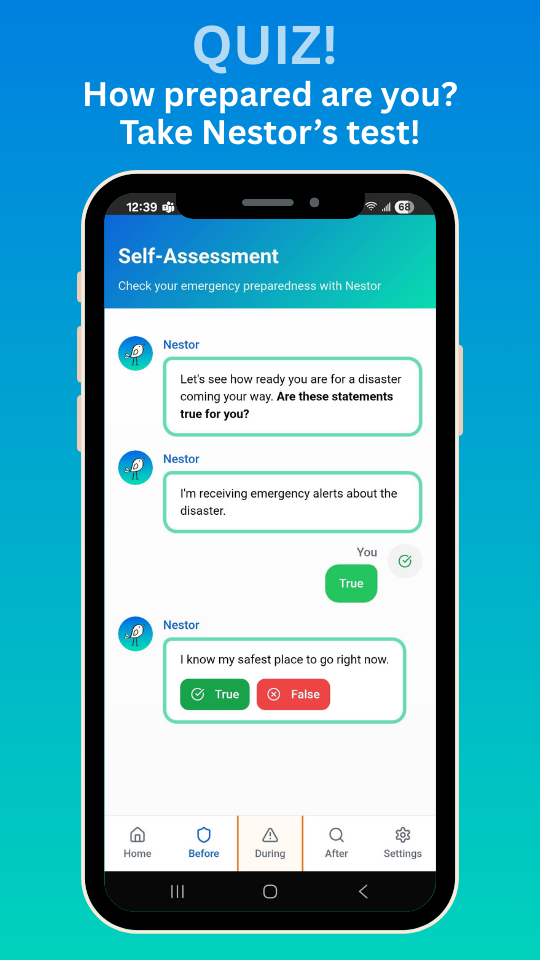 QUIZ!
How prepared are you?
Take Nestor's test!
12:39
68
Self-Assessment
Check your emergency preparedness with Nestor
Nestor
Let's see how ready you are for a disaster
coming your way. Are these statements
true for you?
Nestor
I'm receiving emergency alerts about the
disaster.
You
True
Nestor
I know my safest place to go right now.
True False
Home Before During After Settings